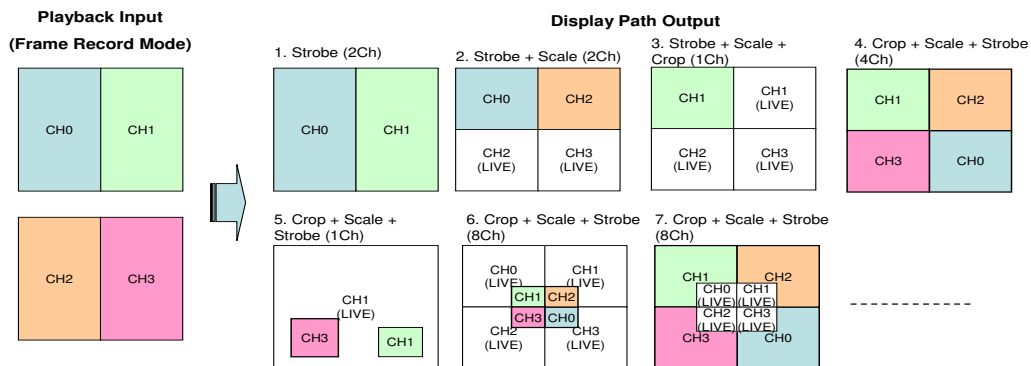 Playback Input
(Frame Record Mode)
Display Path Output
1. Strobe (2Ch)
2. Strobe + Scale (2Ch)
3. Strobe + Scale +
Crop (1Ch)
4. Crop + Scale + Strobe
(4Ch)
CH0
CH1
CH0
CH1
CH0
CH2
CH2
(LIVE)
CH3
(LIVE)
CH1
CH1
(LIVE)
CH2
(LIVE)
CH3
(LIVE)
CH1
CH2
CH3
CH0
CH2
CH3
5. Crop + Scale +
Strobe (1Ch)
6. Crop + Scale + Strobe
(8Ch)
7. Crop + Scale + Strobe
(8Ch)
CH1
(LIVE)
CH3
CH1
CH0
(LIVE)
CH1
(LIVE)
CH1
CH2
CH3
CH0
CH2
(LIVE)
CH3
(LIVE)
CH1
CH2
CH0
(LIVE)
CH1
(LIVE)
CH2
(LIVE)
CH3
(LIVE)
CH3
CH0